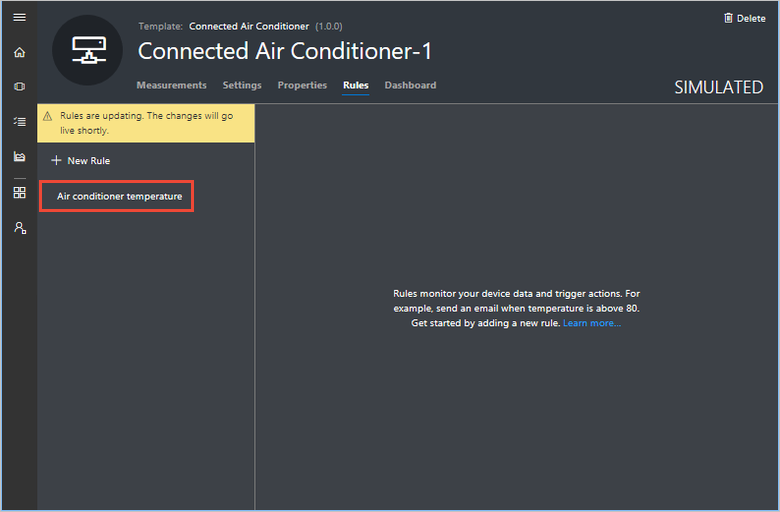 Template: Connected Air Conditioner (1.0.0)
Delete
Connected Air Conditioner-1
Measurements Settings Properties Rules Dashboard
SIMULATED
Rules are updating. The changes will go
live shortly.
+ New Rule
Air conditioner temperature
Rules monitor your device data and trigger actions. For
example, send an email when temperature is above 80.
Get started by adding a new rule. Learn more...